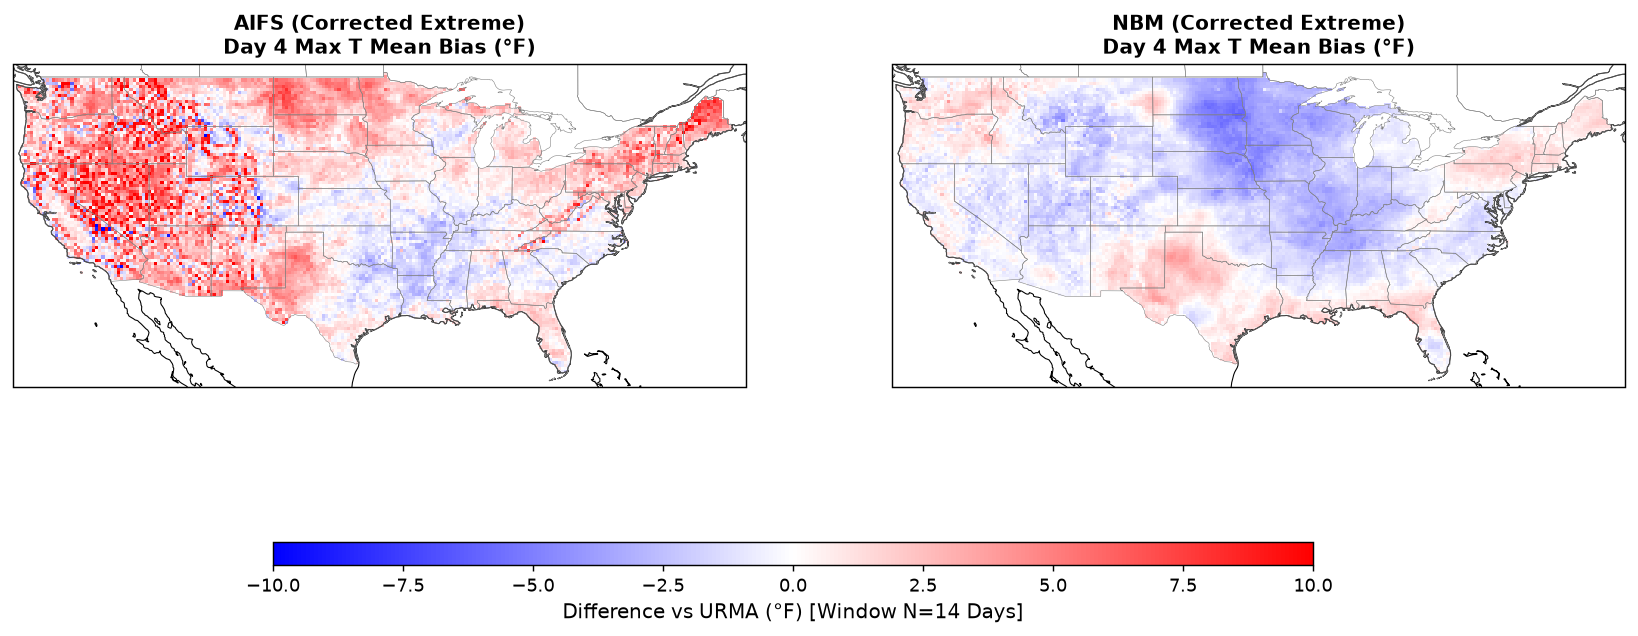 AIFS (Corrected Extreme)
Day 4 Max T Mean Bias (°F)
NBM (Corrected Extreme)
Day 4 Max T Mean Bias (°F)
−10.0 −7.5 −5.0 −2.5 0.0 2.5 5.0 7.5 10.0
Difference vs URMA (°F) [Window N=14 Days]